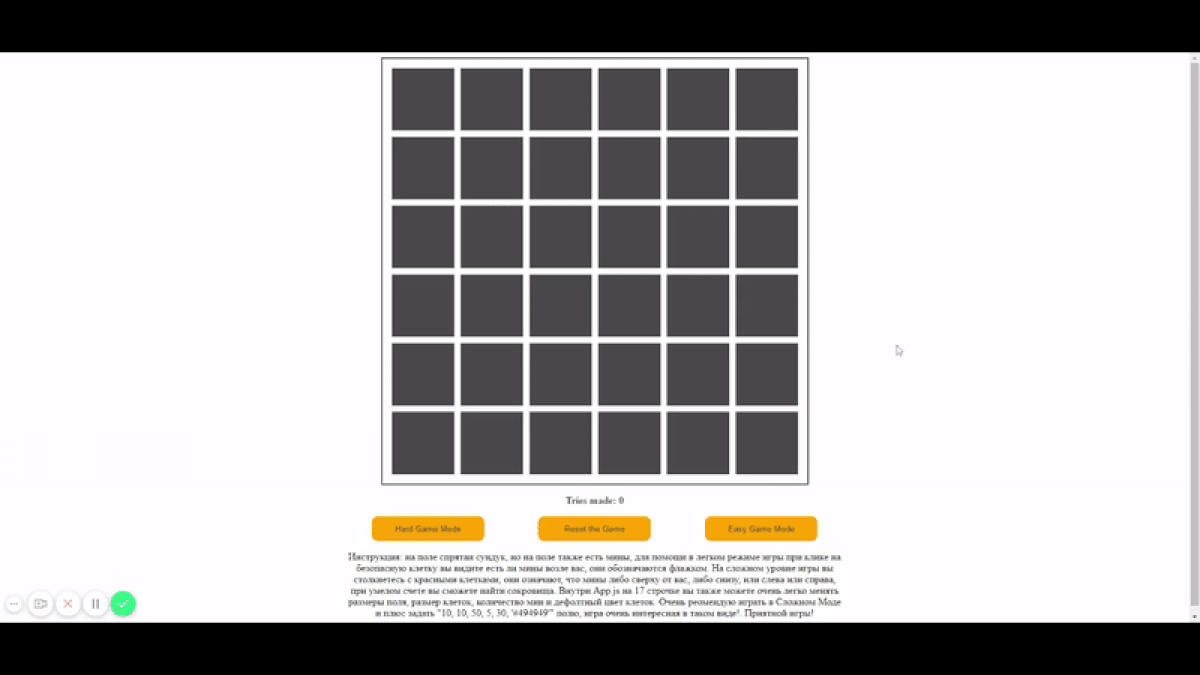 Tries made: 0
Hard Game Mode Reset the Game Easy Game Mode
Инструкция: на поле спрятан сундук, но на поле также есть мины, для помощи в легком режиме игры при клике на
безопасную клетку вы видите есть ли мины возле вас, они обозначаются флажком. На сложном уровне игры вы
столкнетесь с красными клетками, они означают, что мины либо сверху от вас, либо снизу, или слева или справа,
при умелом счете вы сможете найти сокровища. Внутри App.js на 17 строчке вы также можете очень легко менять
размеры поля, размер клеток, количество мин и дефолтный цвет клеток. Очень реомендую играть в Сложном Моде
и плюс задать "10, 10, 50, 5, 30, '#494949'" полю, игра очень интересная в таком виде!. Приятной игры!